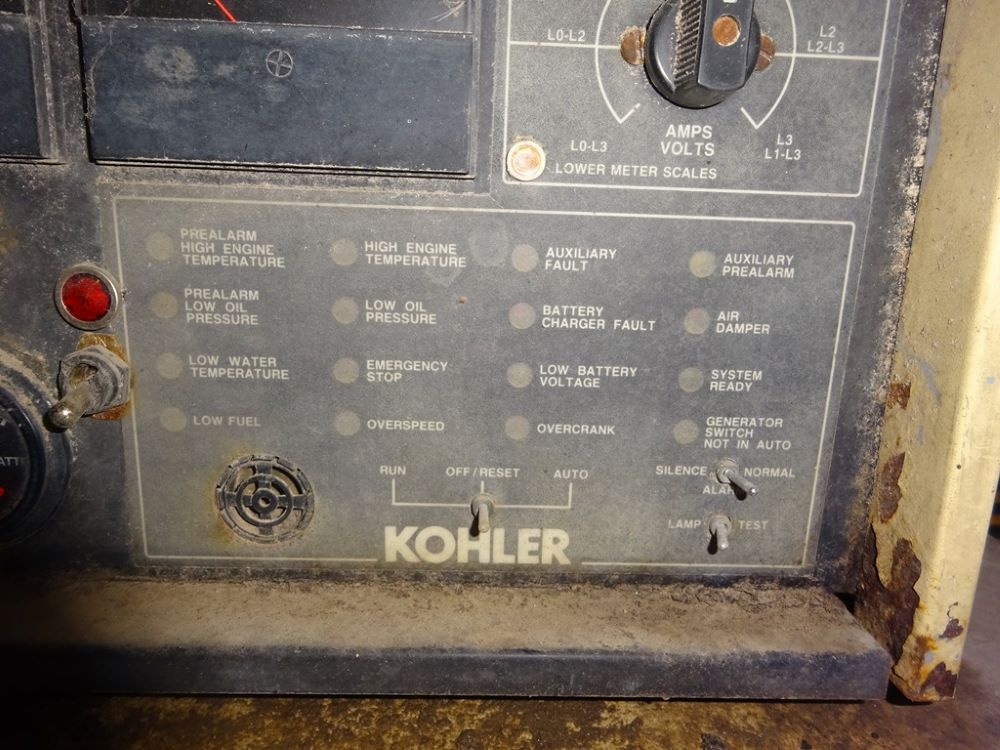 L0-L2
L2
L2-L3
AMPS
VOLTS
L0-L3
L3
L1-L3
LOWER METER SCALES
PREALARM
HIGH ENGINE
TEMPERATURE
HIGH ENGINE
TEMPERATURE
AUXILIARY
FAULT
AUXILIARY
PREALARM
PREALARM
LOW OIL
PRESSURE
LOW OIL
PRESSURE
BATTERY
CHARGER FAULT
AIR
DAMPER
LOW WATER
TEMPERATURE
EMERGENCY
STOP
LOW BATTERY
VOLTAGE
SYSTEM
READY
LOW FUEL
OVERSPEED
OVERCRANK
GENERATOR
SWITCH
NOT IN AUTO
RUN
OFF/RESET
AUTO
SILENCE NORMAL
LAMP TEST
KOHLER